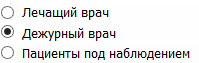 Лечащий врач
Дежурный врач
Пациенты под наблюдением